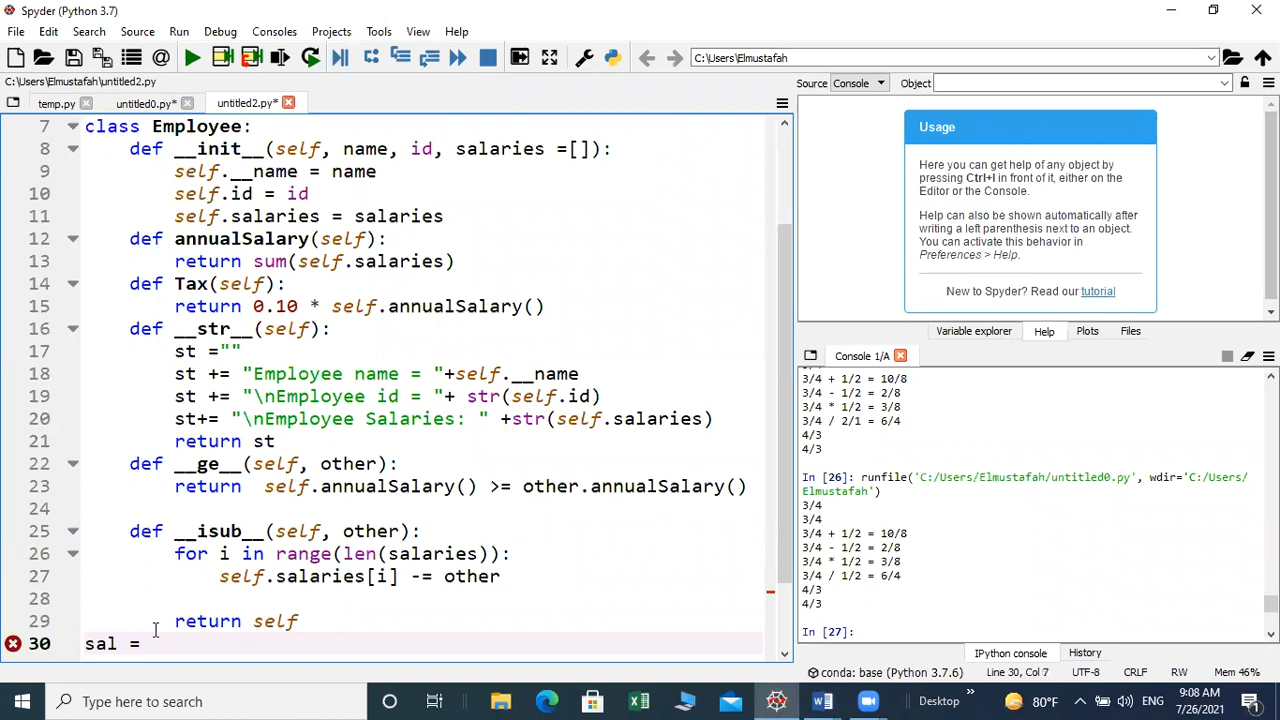 Spyder (Python 3.7)
File Edit Search Source Run Debug Consoles Projects Tools View Help
C:\Users\Elmustafah
C:\Users\Elmustafah\untitled2.py
temp.py untitled0.py* untitled2.py*
7 class Employee:
8 def __init__(self, name, id, salaries =[]):
9 self.__name = name
10 self.id = id
11 self.salaries = salaries
12 def annualSalary(self):
13 return sum(self.salaries)
14 def Tax(self):
15 return 0.10 * self.annualSalary()
16 def __str__(self):
17 st =""
18 st += "Employee name = "+self.__name
19 st += "\nEmployee id = "+ str(self.id)
20 st+= "\nEmployee Salaries: " +str(self.salaries)
21 return st
22 def __ge__(self, other):
23 return  self.annualSalary() >= other.annualSalary()
24
25 def __isub__(self, other):
26 for i in range(len(salaries)):
27 self.salaries[i] -= other
28
29 return self
30 sal =
Source Console Object
Usage
Here you can get help of any object by
pressing Ctrl+I in front of it, either on the
Editor or the Console.
Help can also be shown automatically after
writing a left parenthesis next to an object.
You can activate this behavior in
Preferences > Help.
New to Spyder? Read our tutorial
Variable explorer Help Plots Files
Console 1/A
3/4 + 1/2 = 10/8
3/4 - 1/2 = 2/8
3/4 * 1/2 = 3/8
3/4 / 2/1 = 6/4
4/3
4/3
In [26]: runfile('C:/Users/Elmustafah/untitled0.py', wdir='C:/Users/
Elmustafah')
3/4
3/4
3/4 + 1/2 = 10/8
3/4 - 1/2 = 2/8
3/4 * 1/2 = 3/8
3/4 / 1/2 = 6/4
4/3
4/3
In [27]:
IPython console History
conda: base (Python 3.7.6) Line 30, Col 7 UTF-8 CRLF RW Mem 46%
Type here to search
Desktop 80°F ENG
9:08 AM
7/26/2021